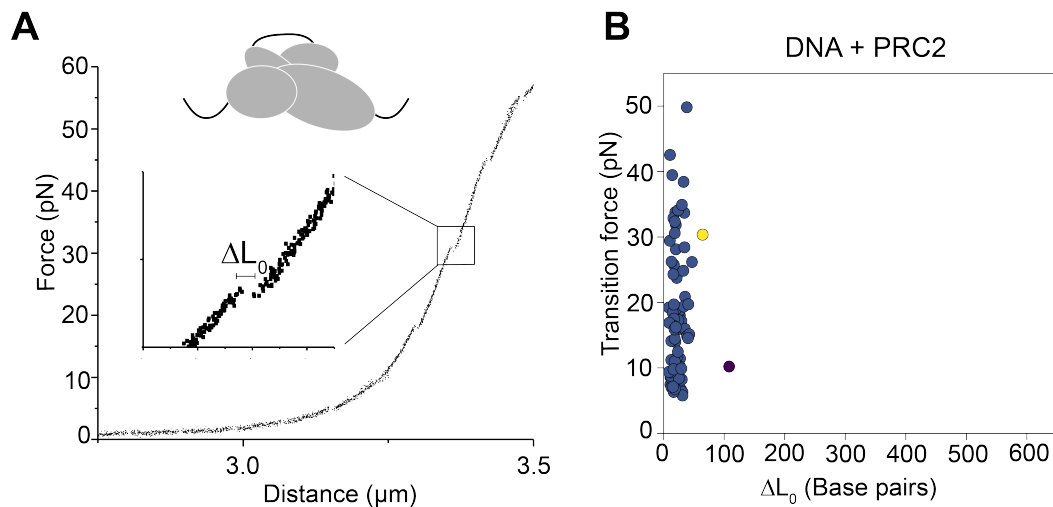 A
B
DNA + PRC2
60
50
40
30
20
10
0
Force (pN)
ΔL0
3.0
3.5
Distance (µm)
50
40
30
20
10
0
Transition force (pN)
0 100 200 300 400 500 600
ΔL0 (Base pairs)